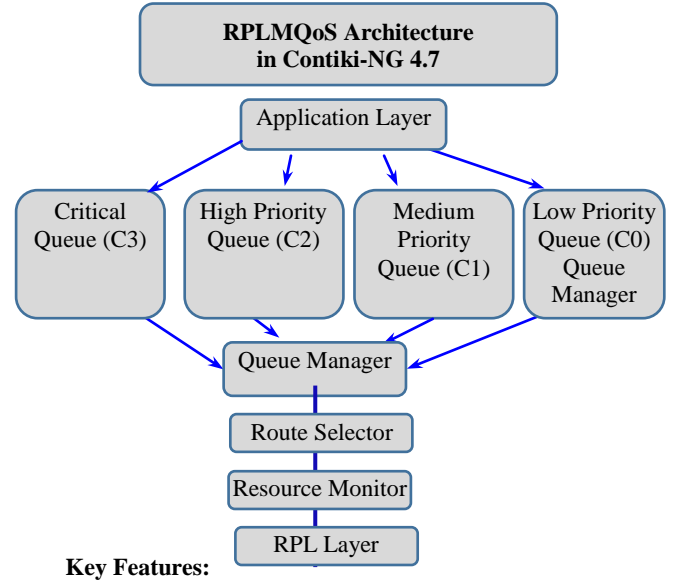 RPLMQoS Architecture
in Contiki-NG 4.7
Application Layer
Critical
Queue (C3)
High Priority
Queue (C2)
Medium
Priority
Queue (C1)
Low Priority
Queue (C0)
Queue
Manager
Queue Manager
Route Selector
Resource Monitor
RPL Layer
Key Features: